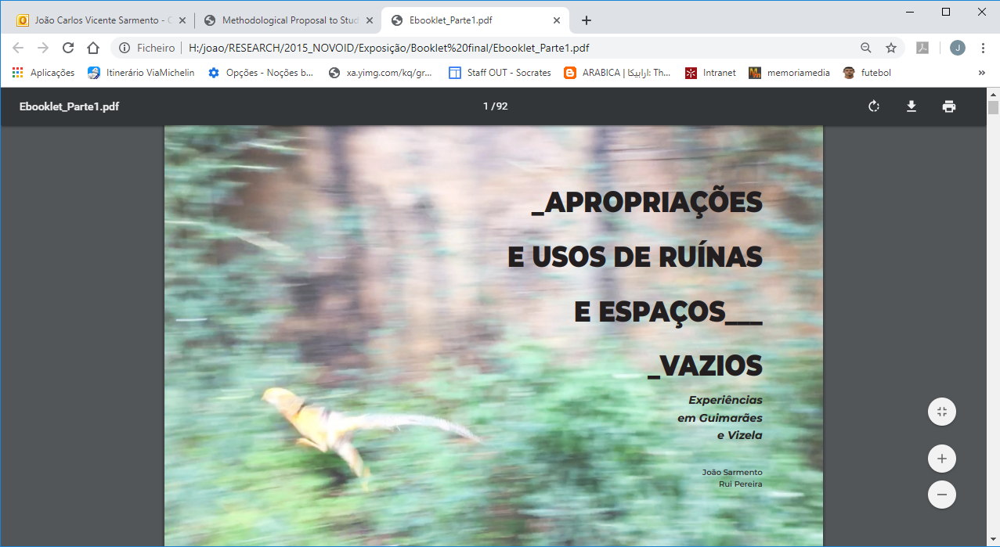 João Carlos Vicente Sarmento - C
Methodological Proposal to Stud
Ebooklet_Parte1.pdf
Ficheiro
H:/joao/RESEARCH/2015_NOVOID/Exposição/Booklet%20final/Ebooklet_Parte1.pdf
J
Aplicações
Itinerário ViaMichelin
Opções - Noções b...
xa.yimg.com/kq/gr...
Staff OUT - Socrates
ARABICA | ارابيكا: Th...
Intranet
memoriamedia
futebol
»
Ebooklet_Parte1.pdf
1 / 92
_APROPRIAÇÕES
E USOS DE RUÍNAS
E ESPAÇOS___
_VAZIOS
Experiências
em Guimarães
e Vizela
João Sarmento
Rui Pereira